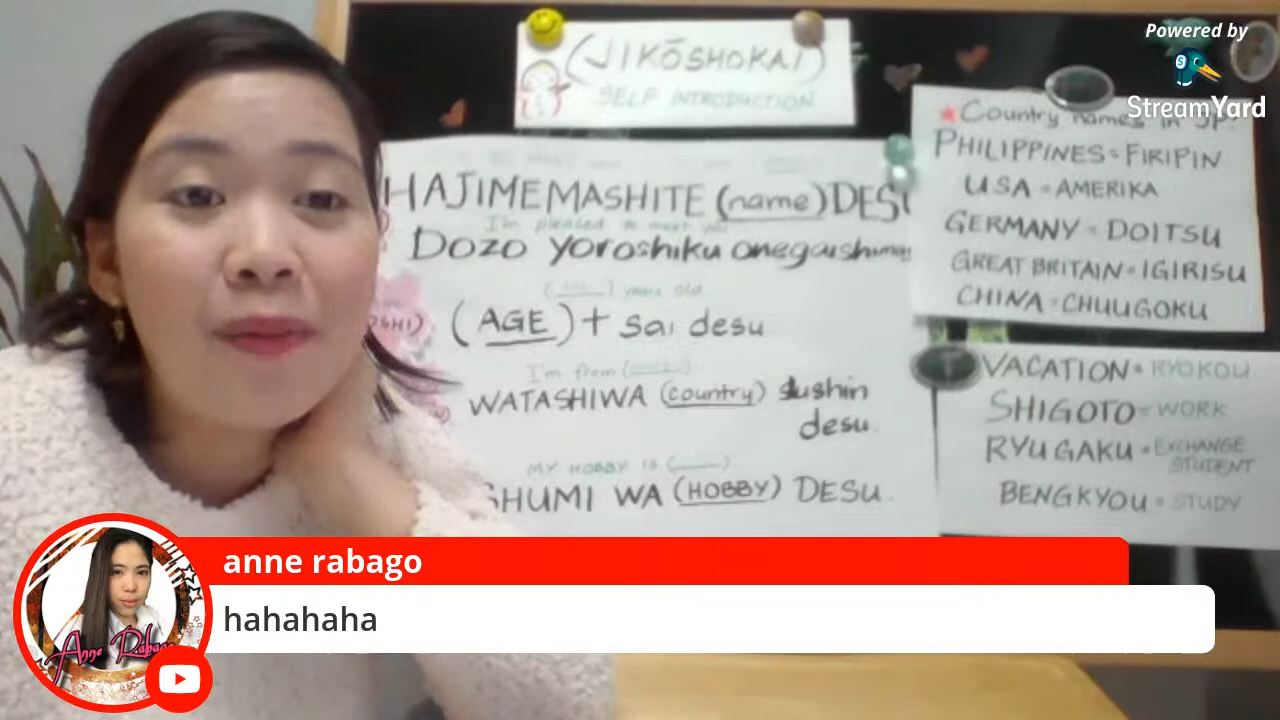 Powered by
StreamYard
(JIKŌSHOKAI)
SELF INTRODUCTION
HAJIMEMASHITE (name) DESU
I'm pleased to meet you
Dozo yoroshiku onegaishimas
years old
(AGE) + sai desu
I'm from
WATASHIWA (country) shushin
desu.
MY HOBBY IS
SHUMI WA (HOBBY) DESU.
Country names in JP.
PHILIPPINES = FIRIPIN
USA = AMERIKA
GERMANY = DOITSU
GREAT BRITAIN = IGIRISU
CHINA = CHUUGOKU
VACATION = RYOKOU
SHIGOTO = WORK
RYUGAKU = EXCHANGE
STUDENT
BENGKYOU = STUDY
Anne Rabago
anne rabago
hahahaha